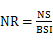 NR = NS/BSI